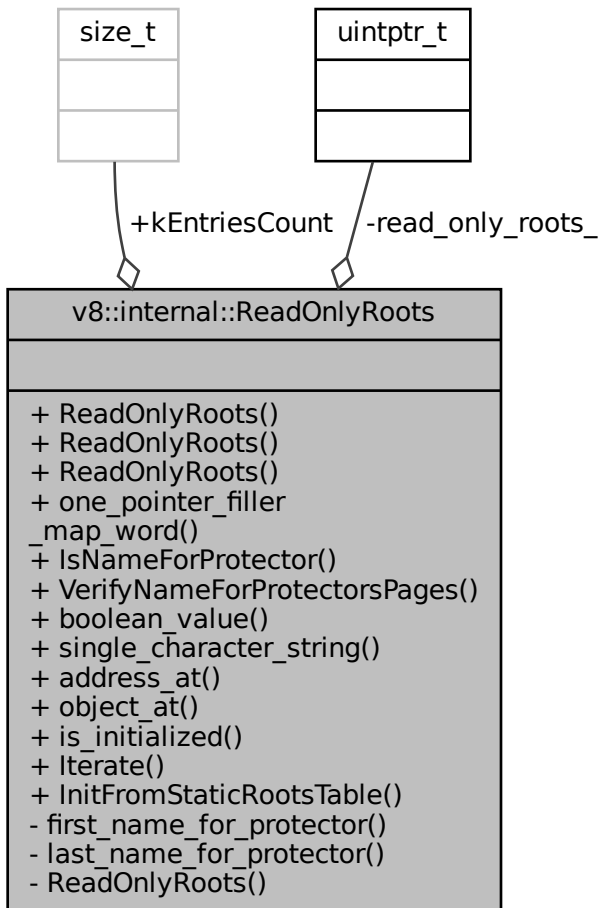 size_t
uintptr_t
+kEntriesCount
-read_only_roots_
v8::internal::ReadOnlyRoots
+ ReadOnlyRoots()
+ ReadOnlyRoots()
+ ReadOnlyRoots()
+ one_pointer_filler
_map_word()
+ IsNameForProtector()
+ VerifyNameForProtectorsPages()
+ boolean_value()
+ single_character_string()
+ address_at()
+ object_at()
+ is_initialized()
+ Iterate()
+ InitFromStaticRootsTable()
- first_name_for_protector()
- last_name_for_protector()
- ReadOnlyRoots()